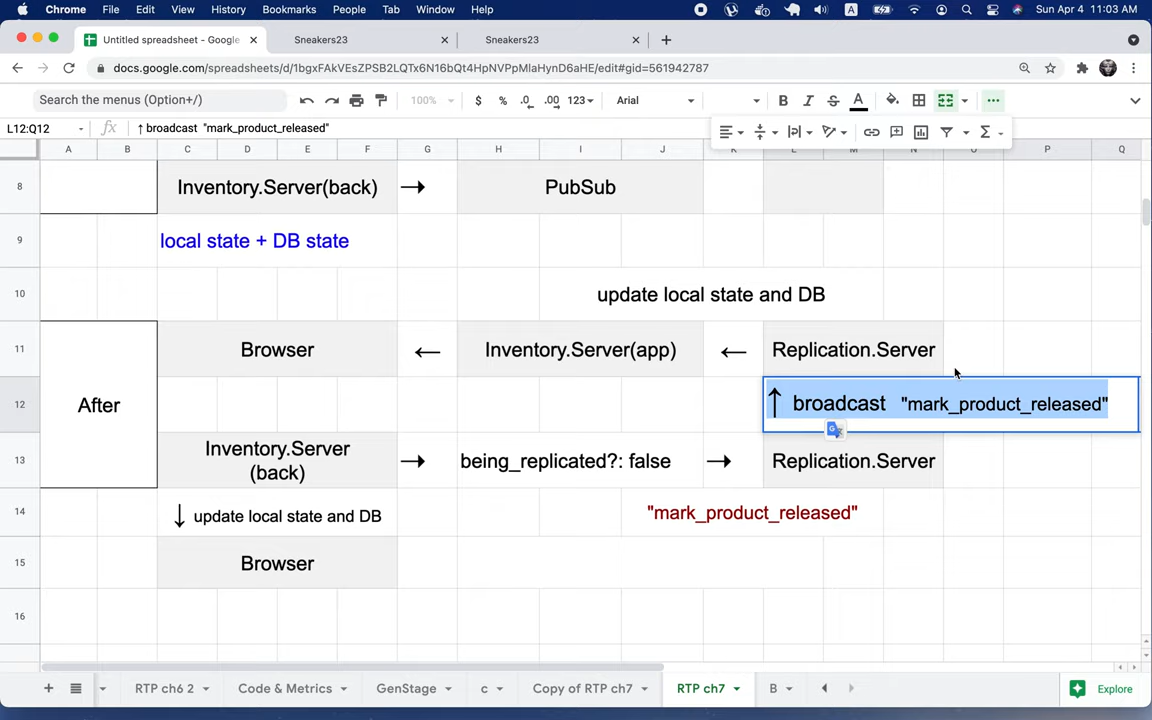 Chrome File Edit View History Bookmarks People Tab Window Help A Sun Apr 4 11:03 AM
Untitled spreadsheet - Google Sneakers23 Sneakers23
docs.google.com/spreadsheets/d/1bgxFAkVEsZPSB2LQTx6N16bQt4HpNVPpMlaHynD6aHE/edit#gid=561942787
Search the menus (Option+/) 100% $ % .0 .00 123 Arial B I S A
L12:Q12 fx ↑ broadcast "mark_product_released"
A B C D E F G H I J K L M N O P Q
8 Inventory.Server(back) → PubSub
9 local state + DB state
10 update local state and DB
11 Browser ← Inventory.Server(app) ← Replication.Server
12 After ↑ broadcast "mark_product_released"
13 Inventory.Server (back) → being_replicated?: false → Replication.Server
14 ↓ update local state and DB "mark_product_released"
15 Browser
16
RTP ch6 2 Code & Metrics GenStage c Copy of RTP ch7 RTP ch7 B Explore